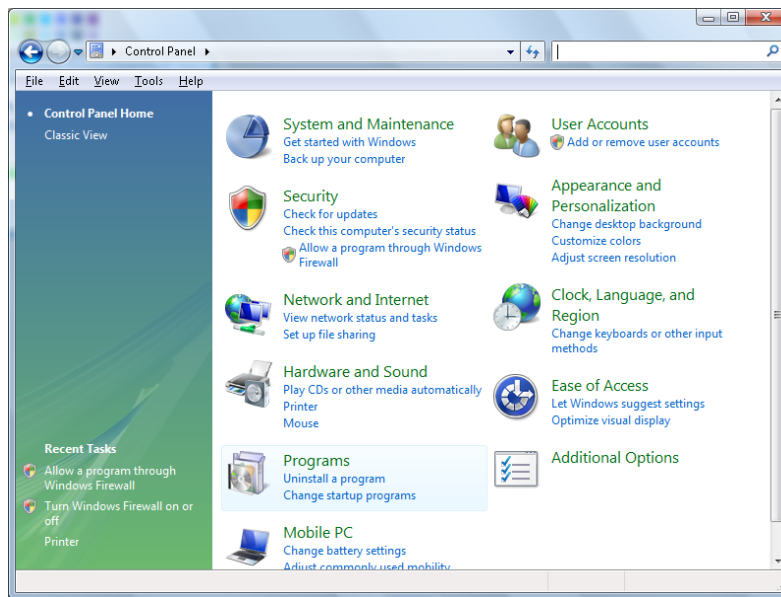 Control Panel
File Edit View Tools Help
Control Panel Home
Classic View
Recent Tasks
Allow a program through
Windows Firewall
Turn Windows Firewall on or
off
Printer
System and Maintenance
Get started with Windows
Back up your computer
Security
Check for updates
Check this computer's security status
Allow a program through Windows
Firewall
Network and Internet
View network status and tasks
Set up file sharing
Hardware and Sound
Play CDs or other media automatically
Printer
Mouse
Programs
Uninstall a program
Change startup programs
Mobile PC
Change battery settings
Adjust commonly used mobility
User Accounts
Add or remove user accounts
Appearance and
Personalization
Change desktop background
Customize colors
Adjust screen resolution
Clock, Language, and
Region
Change keyboards or other input
methods
Ease of Access
Let Windows suggest settings
Optimize visual display
Additional Options